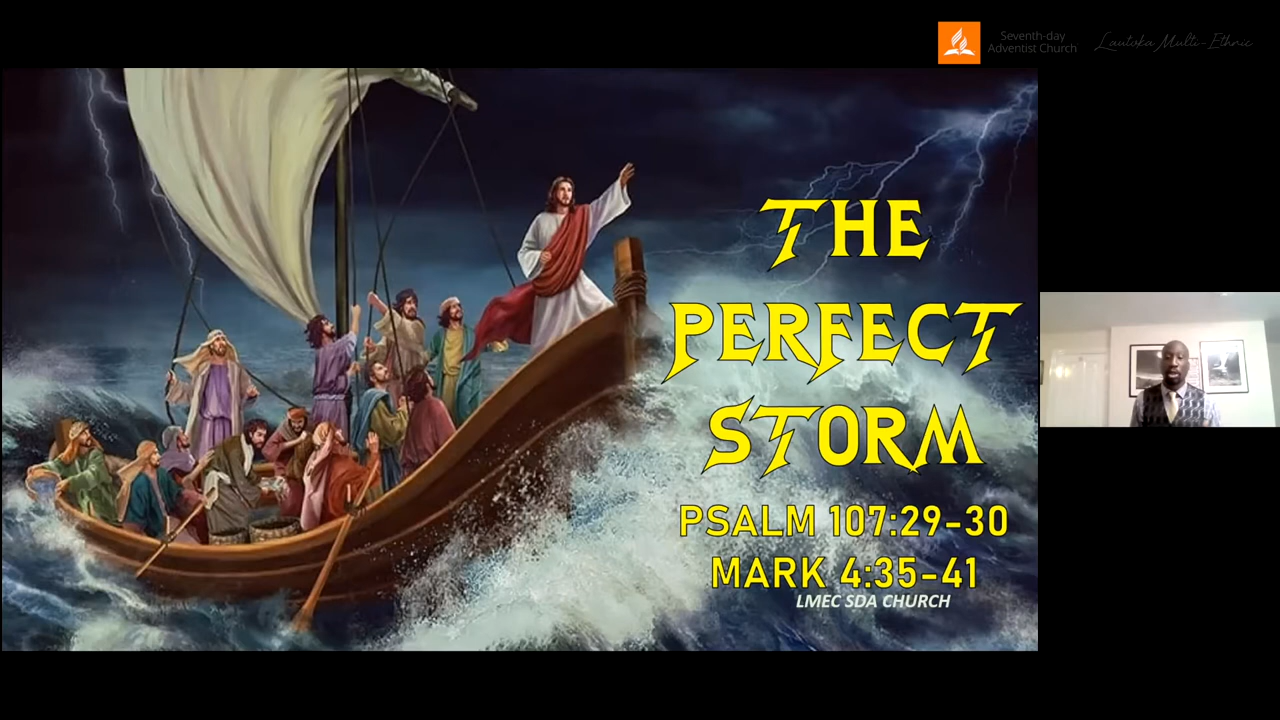 Seventh-day
Adventist Church
Lautoka Multi-Ethnic
THE
PERFECT
STORM
PSALM 107:29-30
MARK 4:35-41
LMEC SDA CHURCH